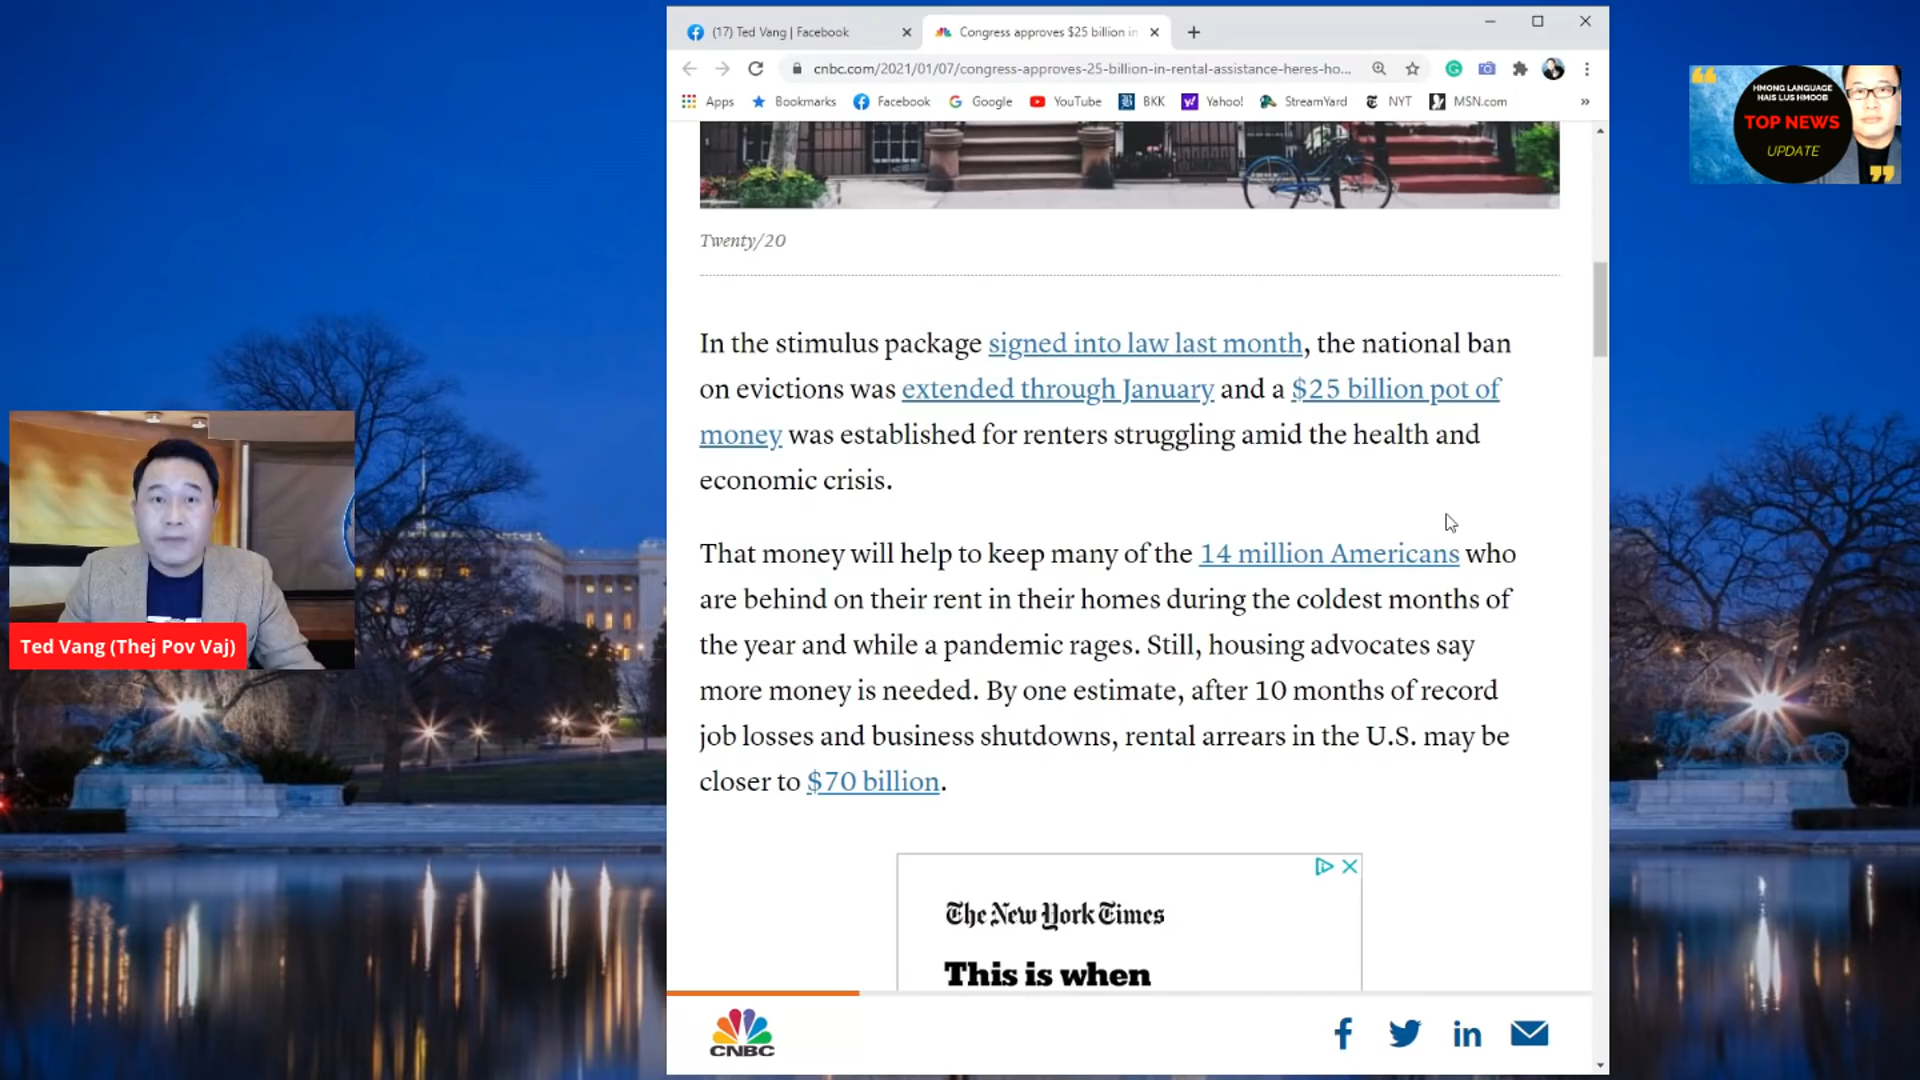 (17) Ted Vang | Facebook
Congress approves $25 billion in
cnbc.com/2021/01/07/congress-approves-25-billion-in-rental-assistance-heres-ho...
Apps
Bookmarks
Facebook
Google
YouTube
BKK
Yahoo!
StreamYard
NYT
MSN.com
»
Twenty/20
In the stimulus package signed into law last month, the national ban
on evictions was extended through January and a $25 billion pot of
money was established for renters struggling amid the health and
economic crisis.
That money will help to keep many of the 14 million Americans who
are behind on their rent in their homes during the coldest months of
the year and while a pandemic rages. Still, housing advocates say
more money is needed. By one estimate, after 10 months of record
job losses and business shutdowns, rental arrears in the U.S. may be
closer to $70 billion.
The New York Times
This is when
CNBC
Ted Vang (Thej Pov Vaj)
HMONG LANGUAGE
HAIS LUS HMOOB
TOP NEWS
UPDATE